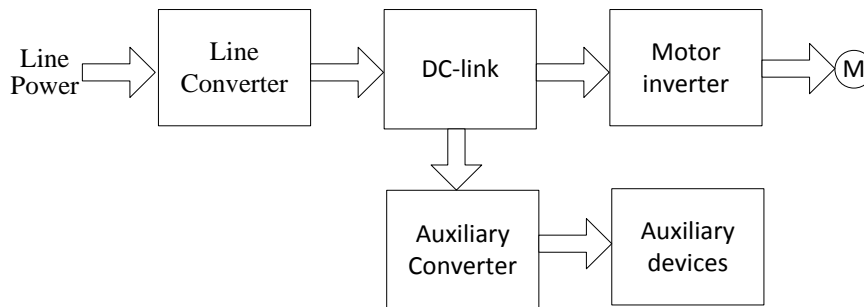 Line
Power
Line
Converter
DC-link
Motor
inverter
M
Auxiliary
Converter
Auxiliary
devices